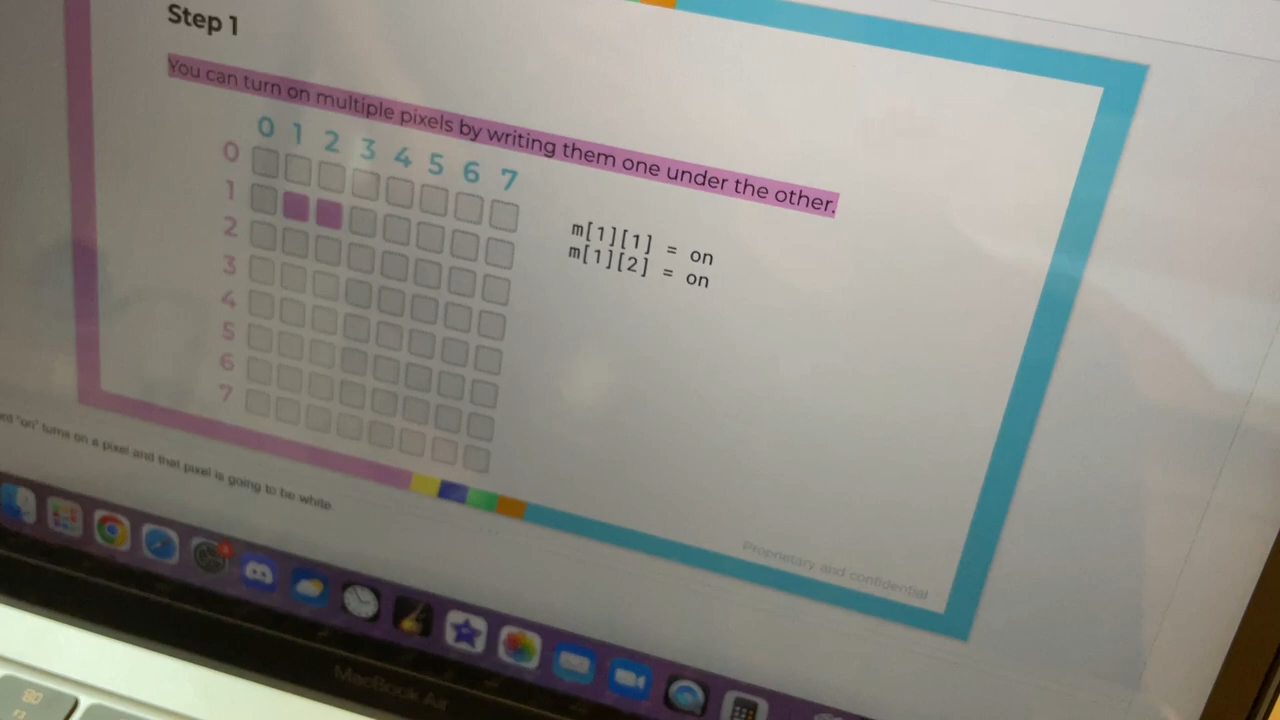 Step 1
You can turn on multiple pixels by writing them one under the other.
0 1 2 3 4 5 6 7
0
1
2
3
4
5
6
7
m[1][1] = on
m[1][2] = on
Proprietary and confidential
"on" turns on a pixel and that pixel is going to be white.
MacBook Air